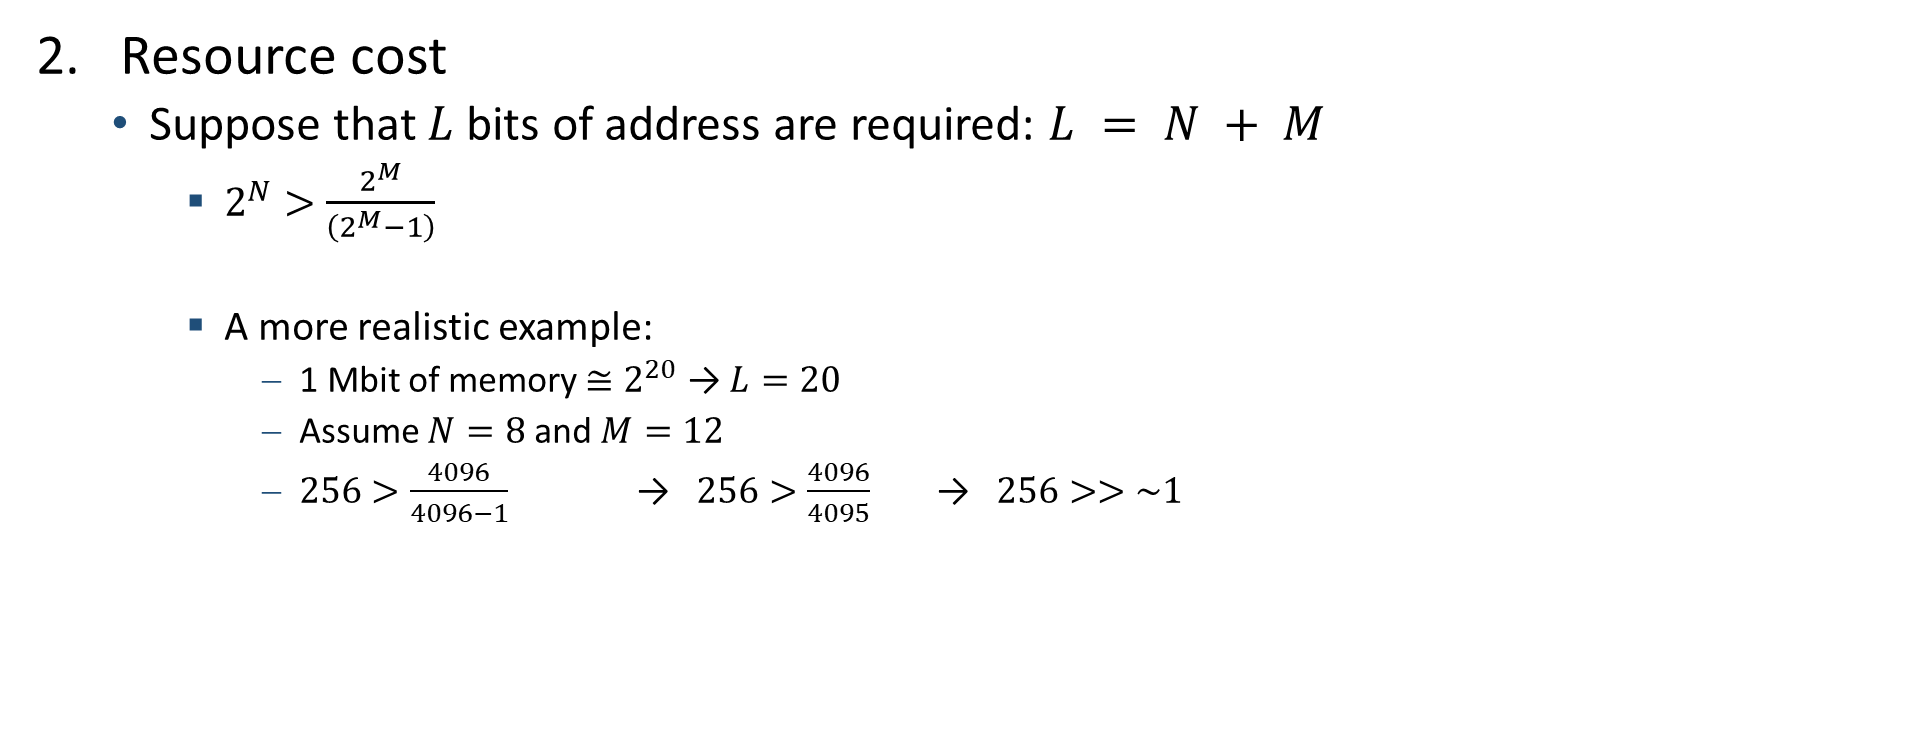 2. Resource cost
• Suppose that L bits of address are required: L = N + M
▪ 2^N > 2^M / (2^M−1)
▪ A more realistic example:
– 1 Mbit of memory ≅ 2^20 → L = 20
– Assume N = 8 and M = 12
– 256 > 4096 / 4096−1 → 256 > 4096 / 4095 → 256 >> ~1